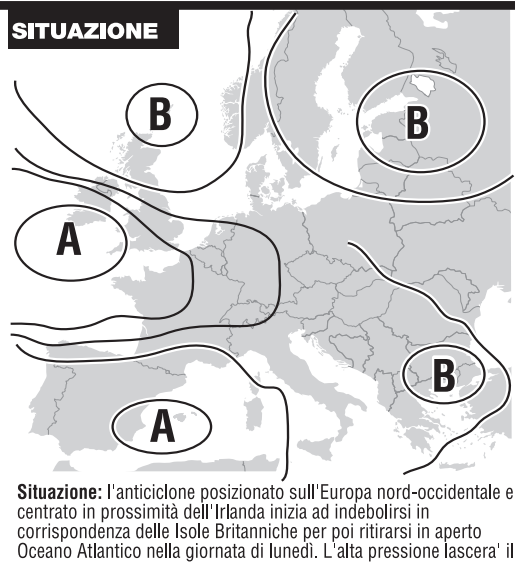 SITUAZIONE
B
B
A
B
A
Situazione: l'anticiclone posizionato sull'Europa nord-occidentale e
centrato in prossimità dell'Irlanda inizia ad indebolirsi in
corrispondenza delle Isole Britanniche per poi ritirarsi in aperto
Oceano Atlantico nella giornata di lunedì. L'alta pressione lascera' il